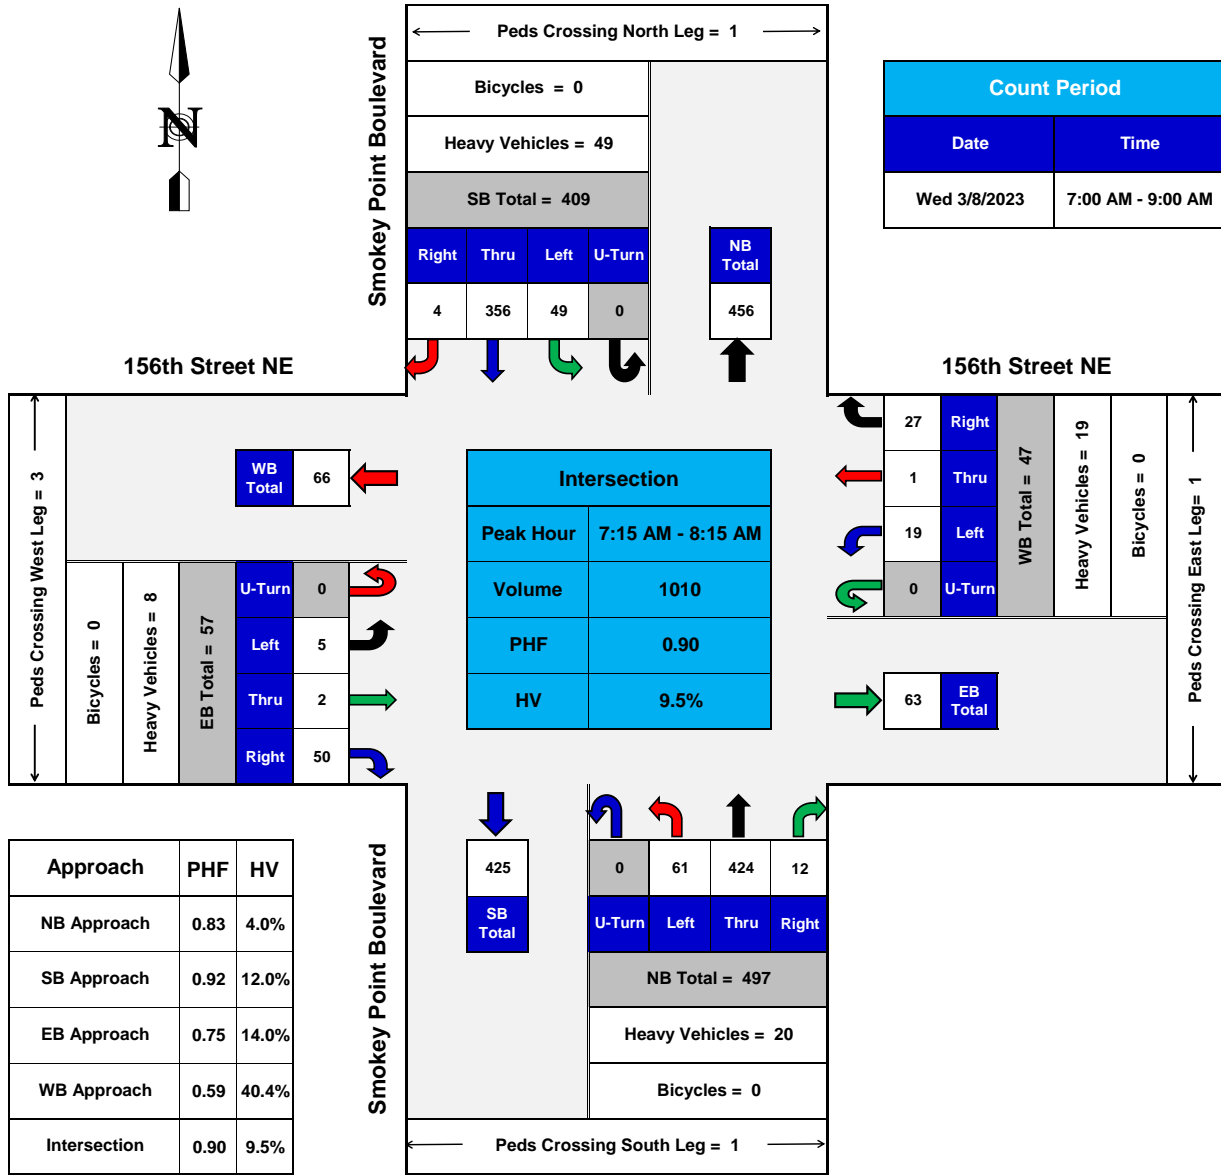 Peds Crossing North Leg = 1
Smokey Point Boulevard
N
Bicycles = 0
Heavy Vehicles = 49
SB Total = 409
Right Thru Left U-Turn
4 356 49 0
NB
Total
456
Count Period
Date Time
Wed 3/8/2023 7:00 AM - 9:00 AM
156th Street NE
156th Street NE
Peds Crossing West Leg = 3
WB
Total
66
Bicycles = 0
Heavy Vehicles = 8
EB Total = 57
U-Turn 0
Left 5
Thru 2
Right 50
Intersection
Peak Hour 7:15 AM - 8:15 AM
Volume 1010
PHF 0.90
HV 9.5%
27 Right
1 Thru
19 Left
0 U-Turn
WB Total = 47
Heavy Vehicles = 19
Bicycles = 0
Peds Crossing East Leg= 1
63
EB
Total
Approach PHF HV
NB Approach 0.83 4.0%
SB Approach 0.92 12.0%
EB Approach 0.75 14.0%
WB Approach 0.59 40.4%
Intersection 0.90 9.5%
Smokey Point Boulevard
425
SB
Total
0 61 424 12
U-Turn Left Thru Right
NB Total = 497
Heavy Vehicles = 20
Bicycles = 0
Peds Crossing South Leg = 1